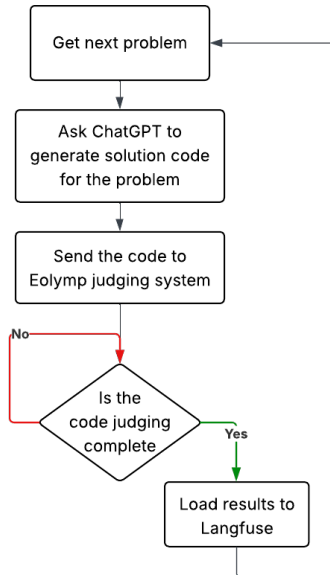 Get next problem
Ask ChatGPT to
generate solution code
for the problem
Send the code to
Eolymp judging system
No
Is the
code judging
complete
Yes
Load results to
Langfuse